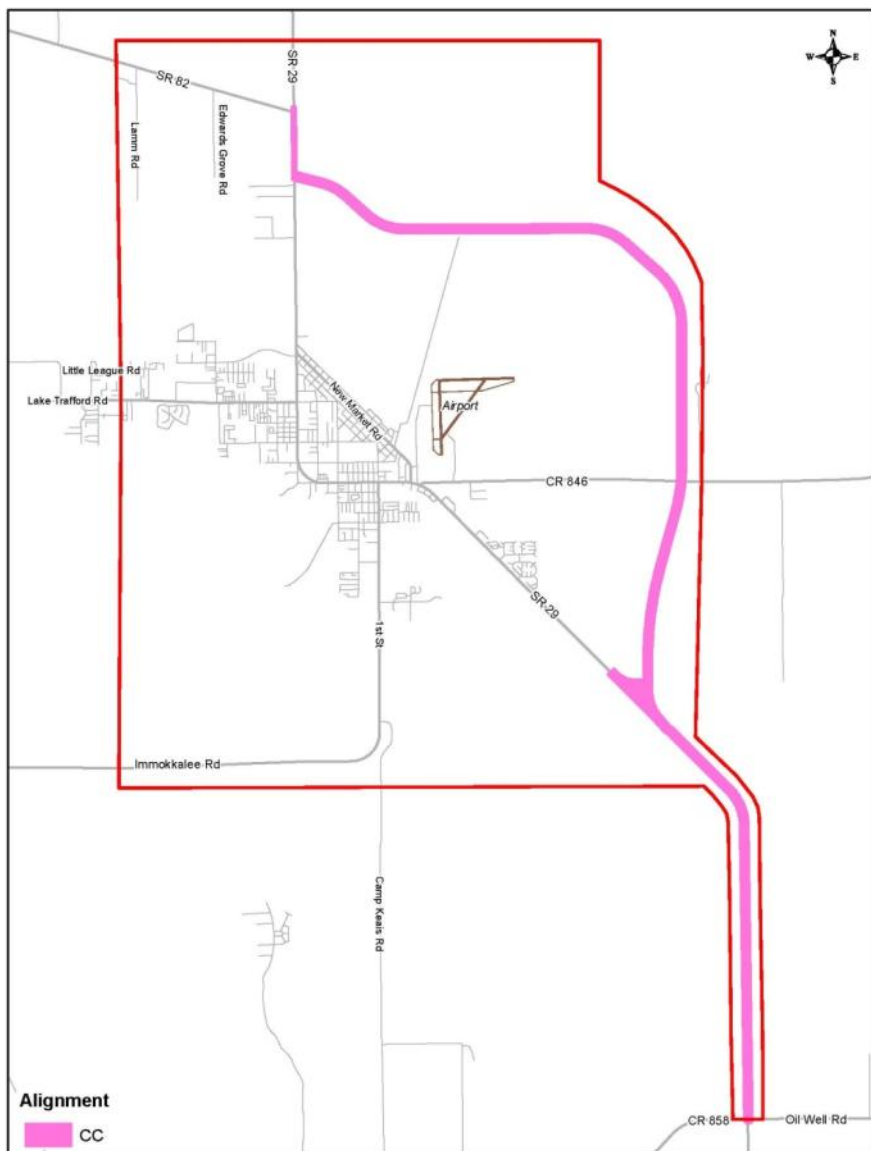 N
W E
S
SR 29
SR 82
Lamm Rd
Edwards Grove Rd
Little League Rd
Lake Trafford Rd
New Market Rd
Airport
CR 846
SR 29
1st St
Immokkalee Rd
Camp Keais Rd
CR 858
Oil Well Rd
Alignment
CC